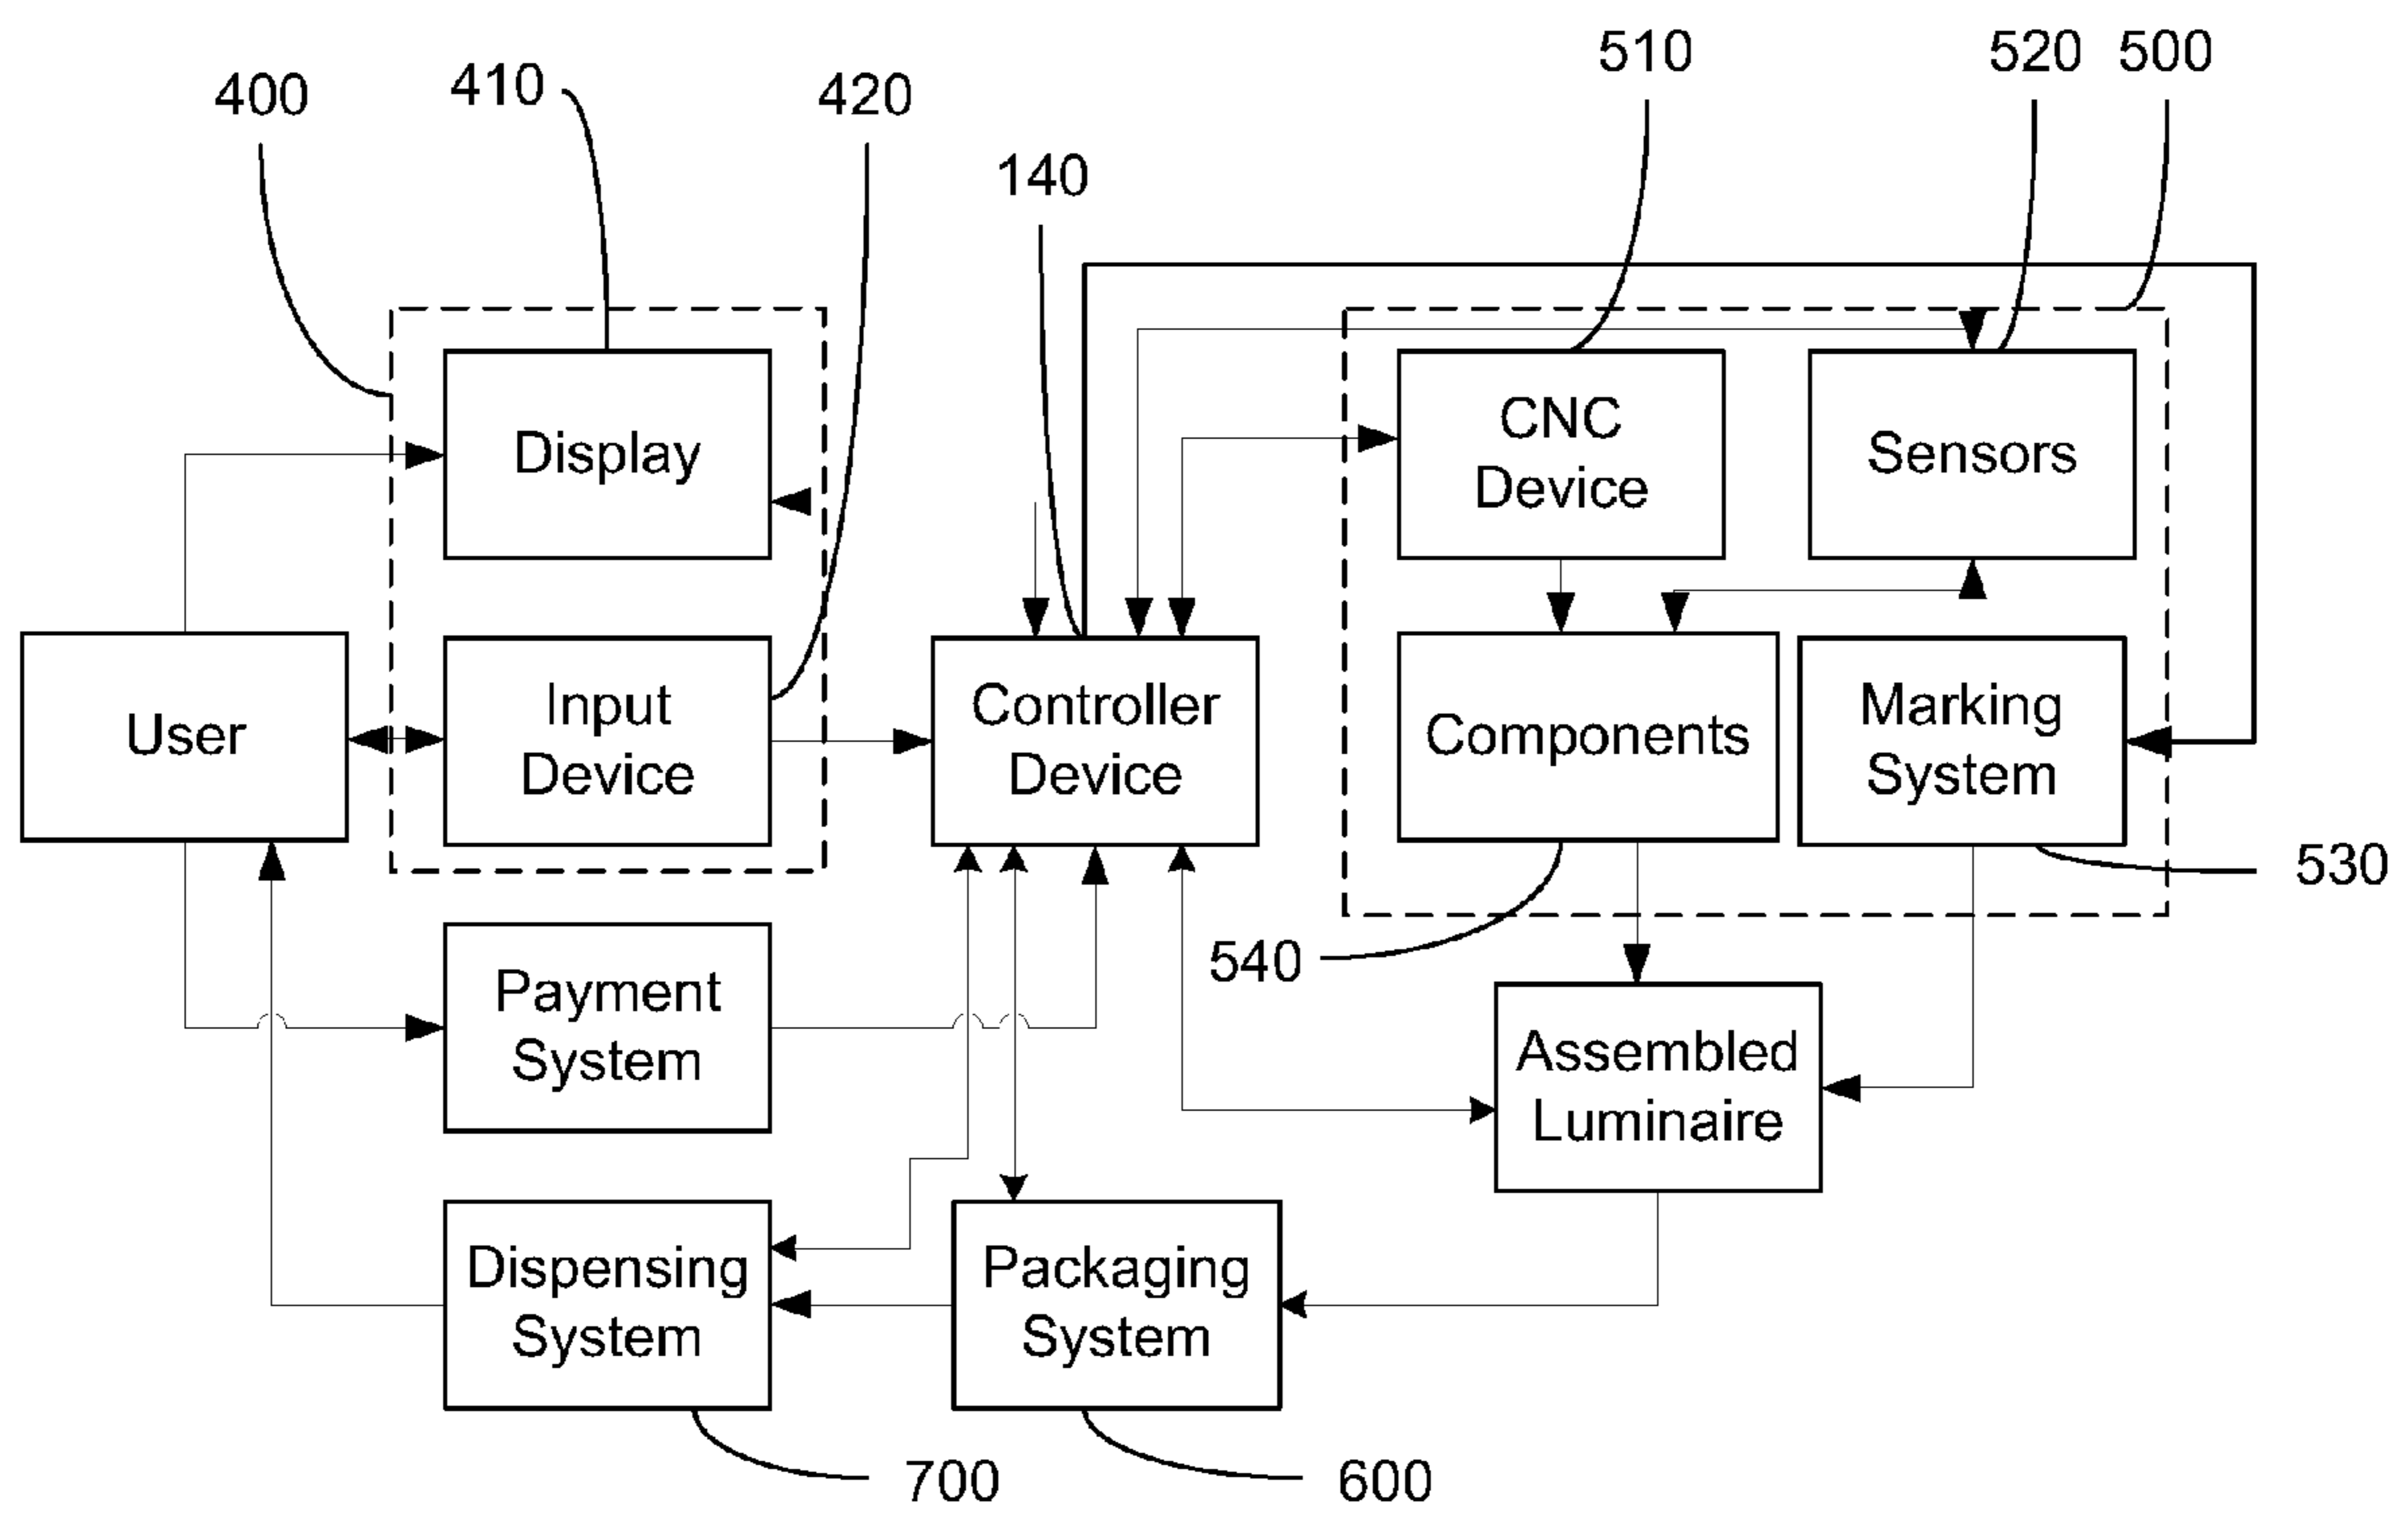 510
520
500
410
400
420
140
CNC
Device
Display
Sensors
Input
Device
Controller
Device
Marking
System
User
Components
530
540
Payment
System
Assembled
Luminaire
Dispensing
System
Packaging
System
700
600